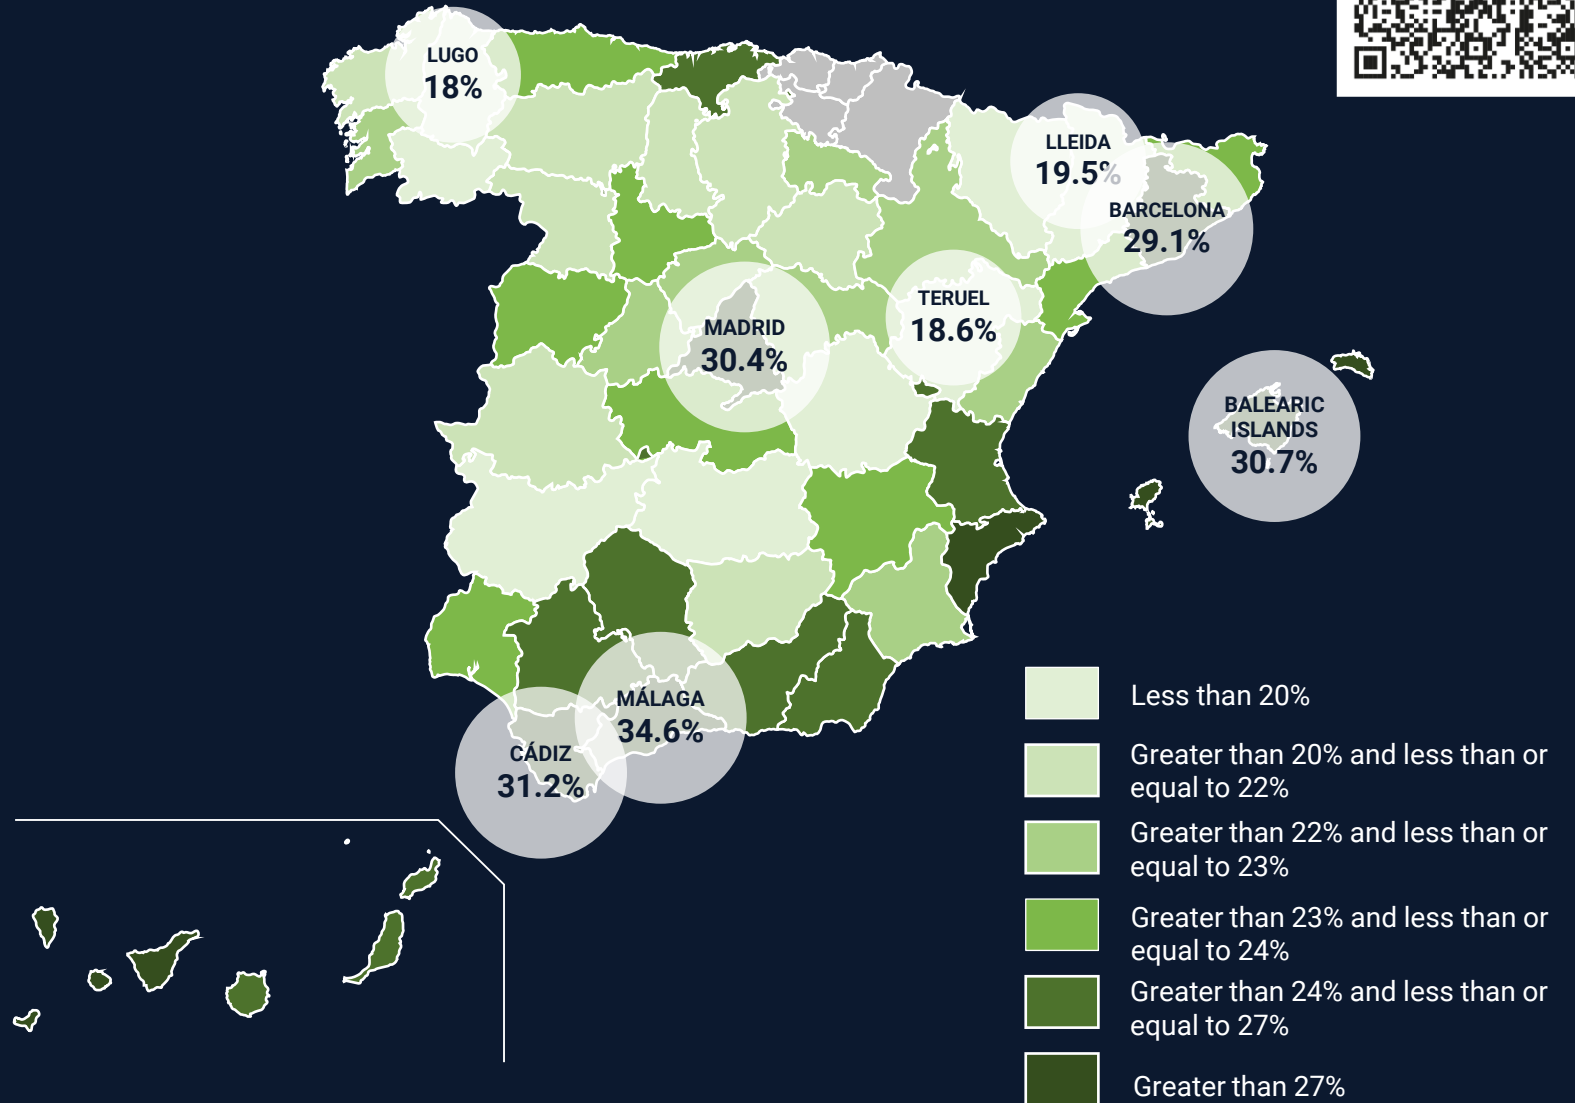 LUGO
18%
LLEIDA
19.5%
BARCELONA
29.1%
TERUEL
18.6%
MADRID
30.4%
BALEARIC
ISLANDS
30.7%
MÁLAGA
34.6%
CÁDIZ
31.2%
Less than 20%
Greater than 20% and less than or
equal to 22%
Greater than 22% and less than or
equal to 23%
Greater than 23% and less than or
equal to 24%
Greater than 24% and less than or
equal to 27%
Greater than 27%